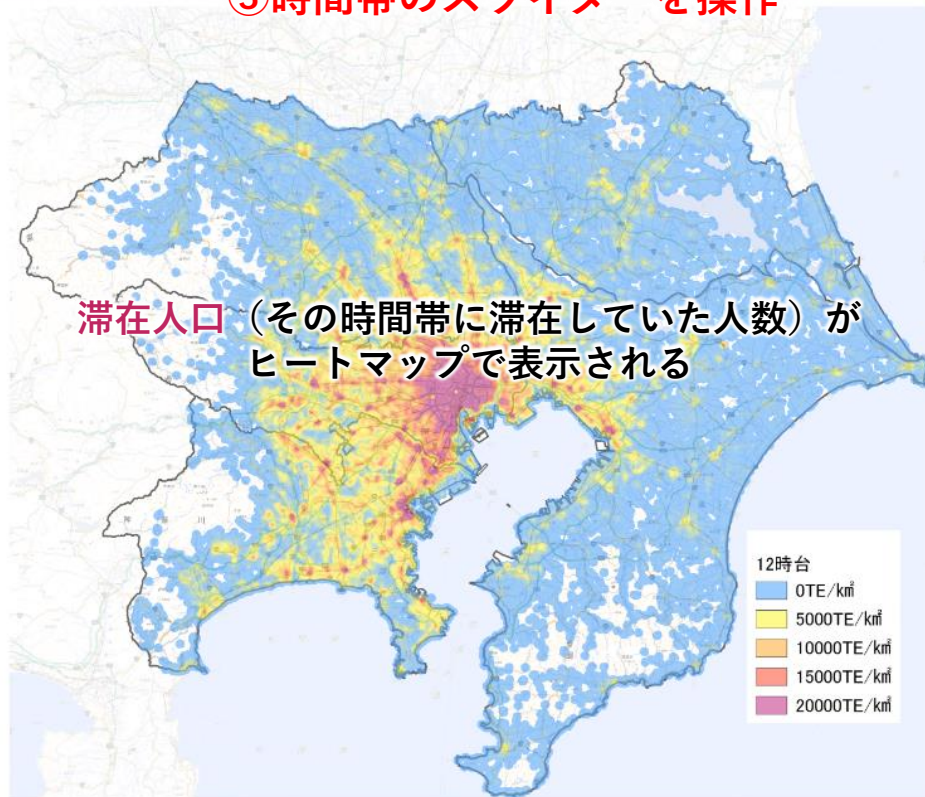 ③時間帯のスライダーを操作
滞在人口（その時間帯に滞在していた人数）が
ヒートマップで表示される
12時台
0TE/k㎡
5000TE/k㎡
10000TE/k㎡
15000TE/k㎡
20000TE/k㎡